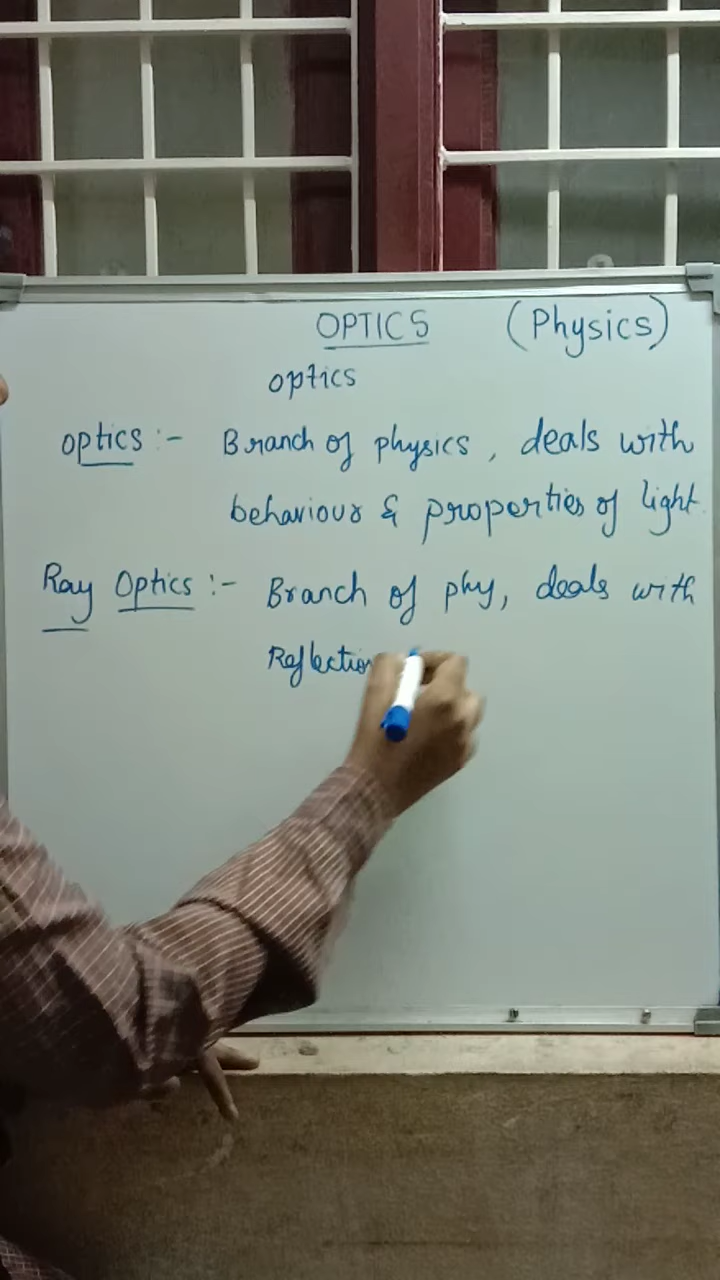 OPTICS (Physics)
optics
optics :- Branch of physics, deals with
behaviour & properties of light.
Ray Optics :- Branch of phy, deals with
Reflection